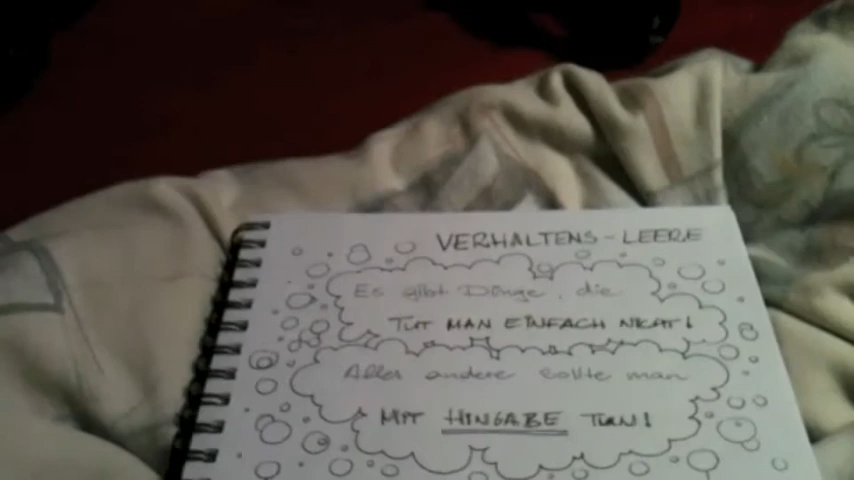 VERHALTENS-LEERE
Es gibt Dinge, die
TUT MAN EINFACH NICHT!
Alles andere sollte man
MIT HINGABE TUN!